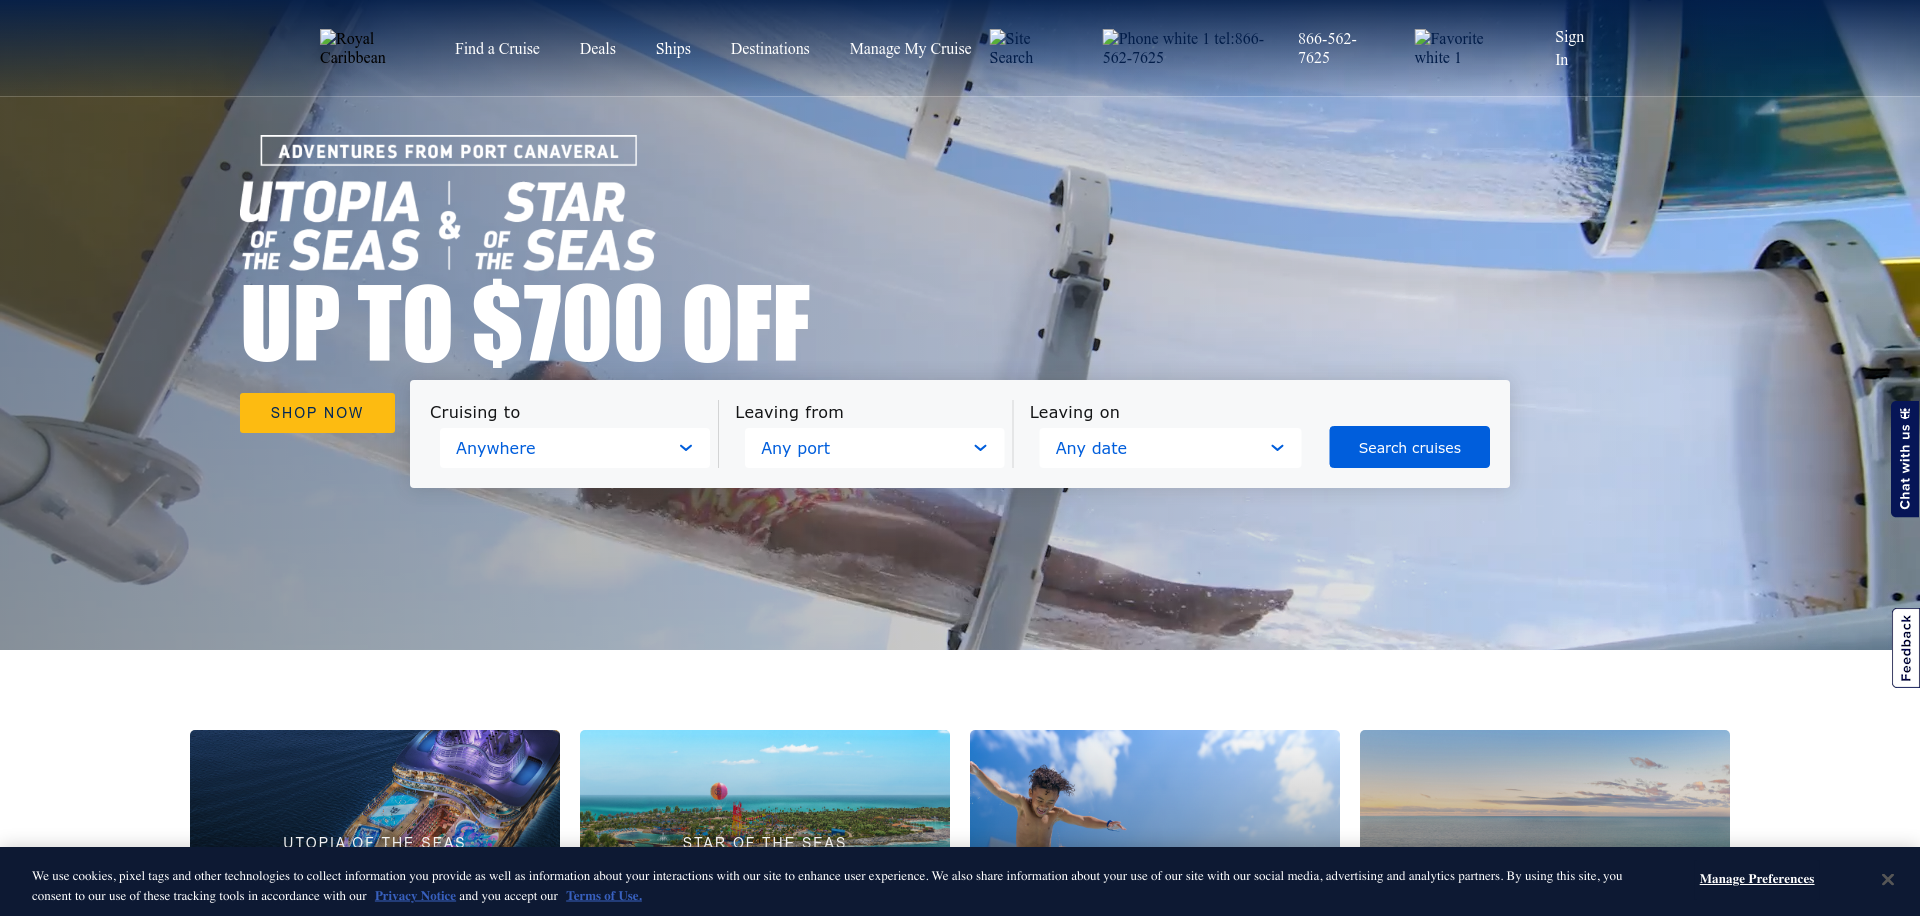 Royal Caribbean
Find a Cruise
Deals
Ships
Destinations
Manage My Cruise
Site Search
Phone white 1 tel:866-562-7625
866-562-7625
Favorite white 1
Sign In
ADVENTURES FROM PORT CANAVERAL
UTOPIA OF THE SEAS & STAR OF THE SEAS
UP TO $700 OFF
SHOP NOW
Cruising to
Anywhere
Leaving from
Any port
Leaving on
Any date
Search cruises
Chat with us
Feedback
UTOPIA OF THE SEAS
STAR OF THE SEAS
We use cookies, pixel tags and other technologies to collect information you provide as well as information about your interactions with our site to enhance user experience. We also share information about your use of our site with our social media, advertising and analytics partners. By using this site, you
consent to our use of these tracking tools in accordance with our Privacy Notice and you accept our Terms of Use.
Manage Preferences